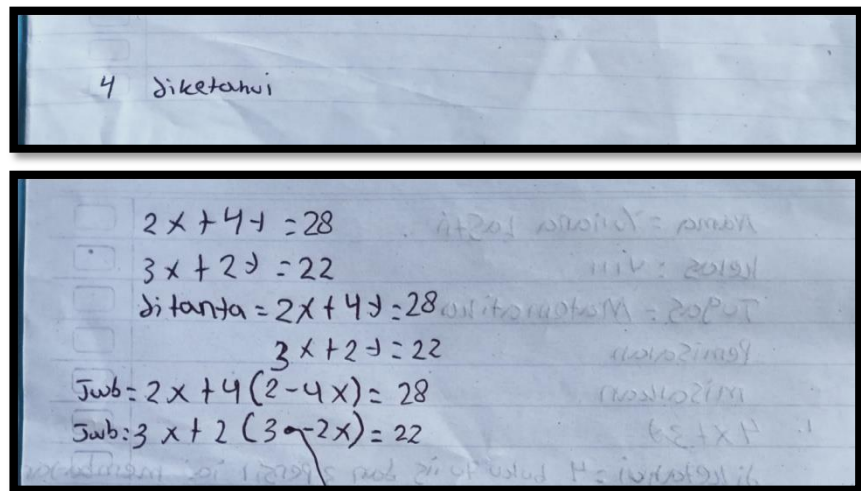 4 diketahui
2x + 4y = 28
3x + 2y = 22
ditanya = 2x + 4y = 28
3x + 2y = 22
Jwb = 2x + 4 (2 - 4x) = 28
Jwb = 3x + 2 (3 - 2x) = 22